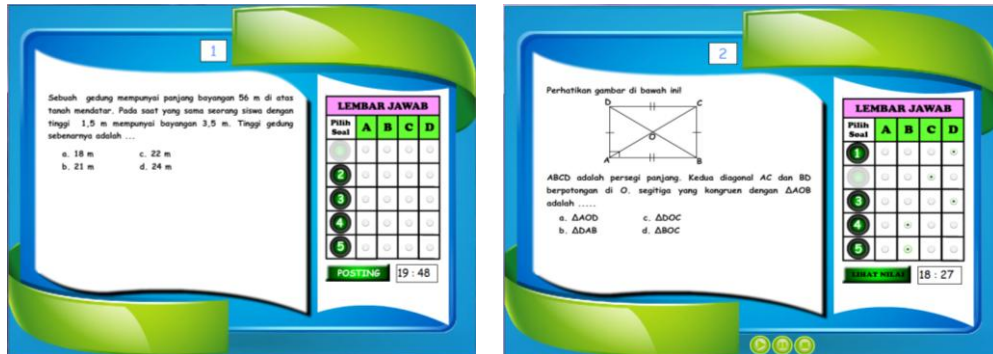 1
Sebuah gedung mempunyai panjang bayangan 56 m di atas
tanah mendatar. Pada saat yang sama seorang siswa dengan
tinggi 1,5 m mempunyai bayangan 3,5 m. Tinggi gedung
sebenarnya adalah ...
a. 18 m c. 22 m
b. 21 m d. 24 m
LEMBAR JAWAB
Pilih Soal A B C D
2
3
4
5
POSTING 19 : 48
2
Perhatikan gambar di bawah ini!
D C
O
A B
ABCD adalah persegi panjang. Kedua diagonal AC dan BD
berpotongan di O. segitiga yang kongruen dengan ΔAOB
adalah .....
a. ΔAOD c. ΔDOC
b. ΔDAB d. ΔBOC
LEMBAR JAWAB
Pilih Soal A B C D
1
3
4
5
LIHAT NILAI 18 : 27